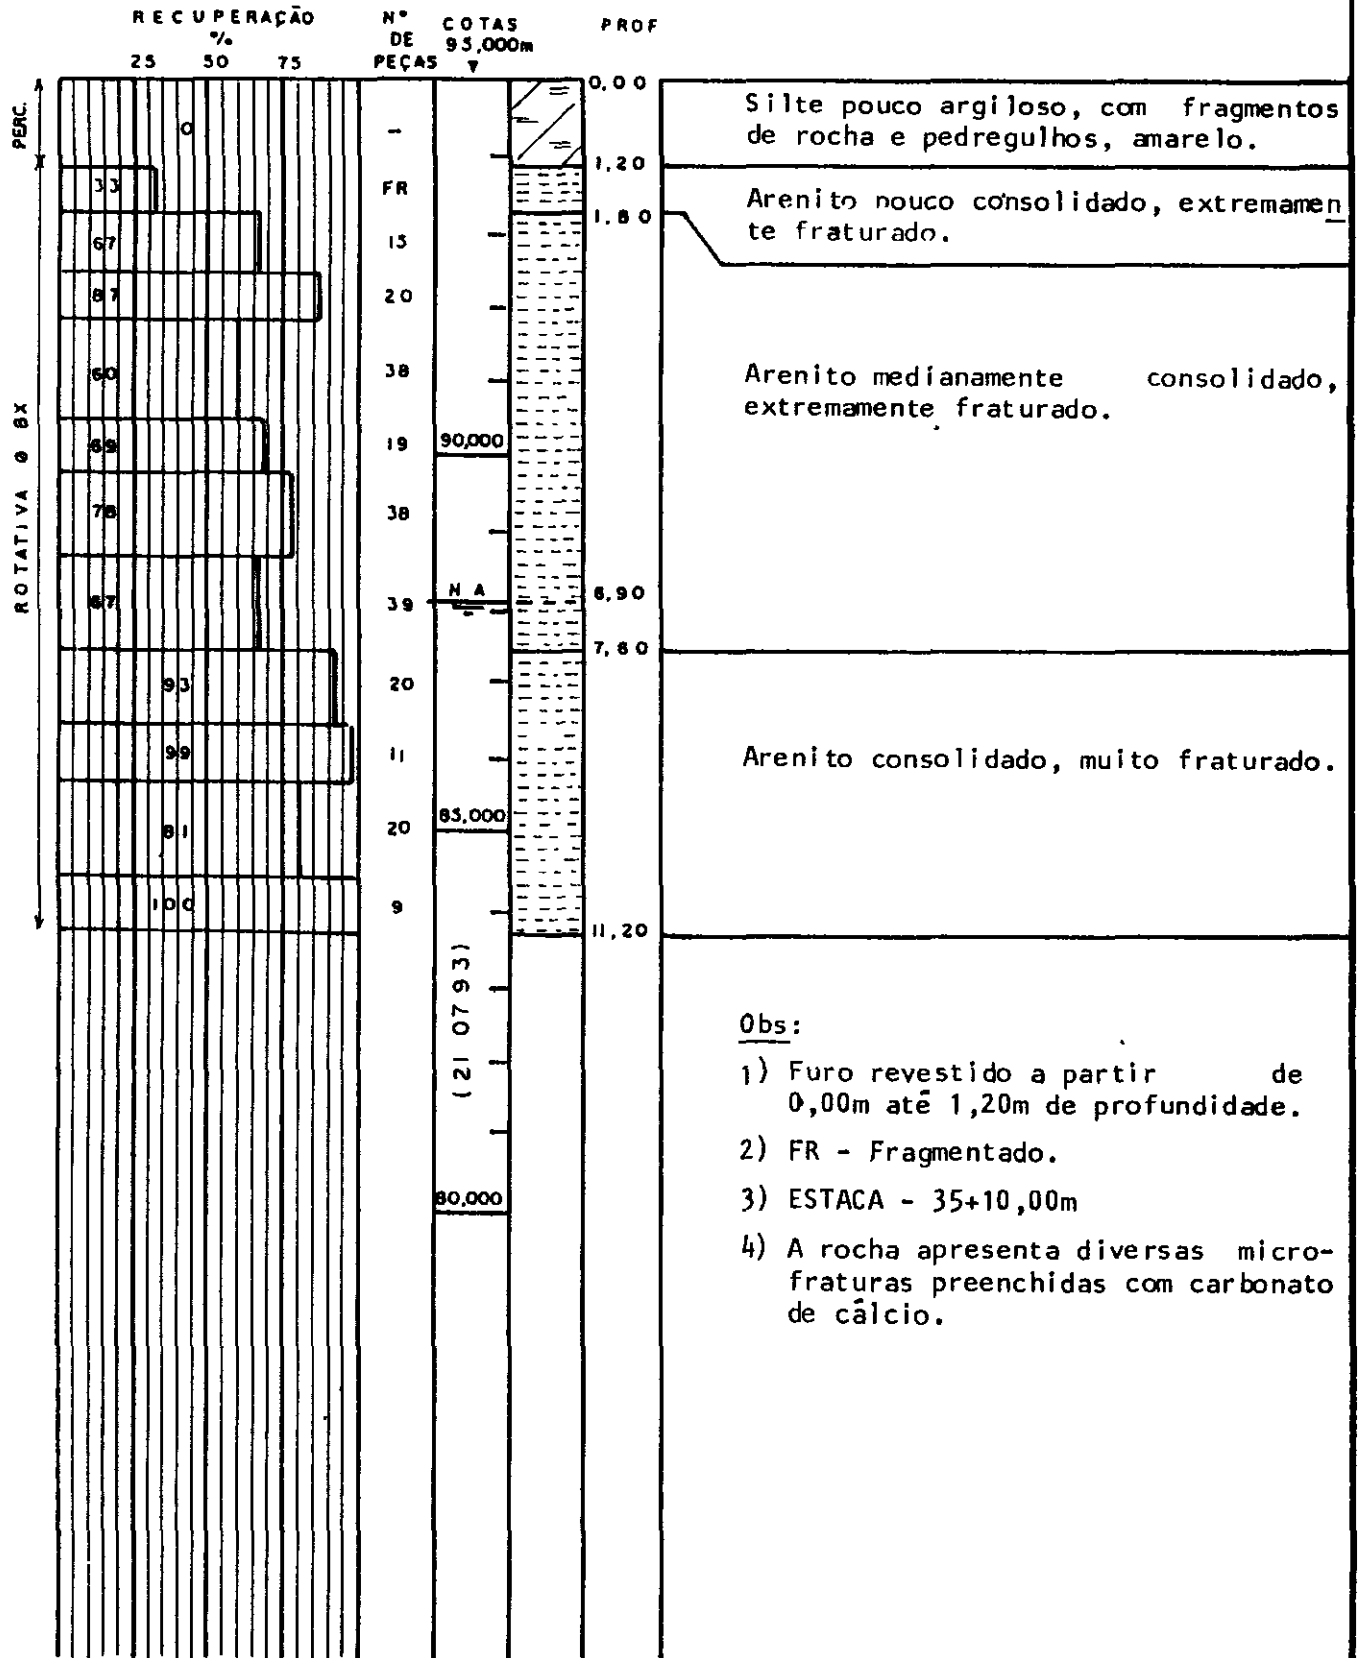 RECUPERAÇÃO
%
25 50 75
Nº
DE
PEÇAS
COTAS
95,000m
PROF
PERC.
ROTATIVA Ø BX
0 -
33 FR
67 15
87 20
60 38
69 19
78 38
67 39
93 20
99 11
81 20
100 9
90,000
N A
85,000
(21 0793)
80,000
0,00
1,20
1,80
6,90
7,60
11,20
Silte pouco argiloso, com fragmentos
de rocha e pedregulhos, amarelo.
Arenito pouco consolidado, extremamen
te fraturado.
Arenito medianamente consolidado,
extremamente fraturado.
Arenito consolidado, muito fraturado.
Obs:
1) Furo revestido a partir de
0,00m até 1,20m de profundidade.
2) FR - Fragmentado.
3) ESTACA - 35+10,00m
4) A rocha apresenta diversas micro-
fraturas preenchidas com carbonato
de cálcio.